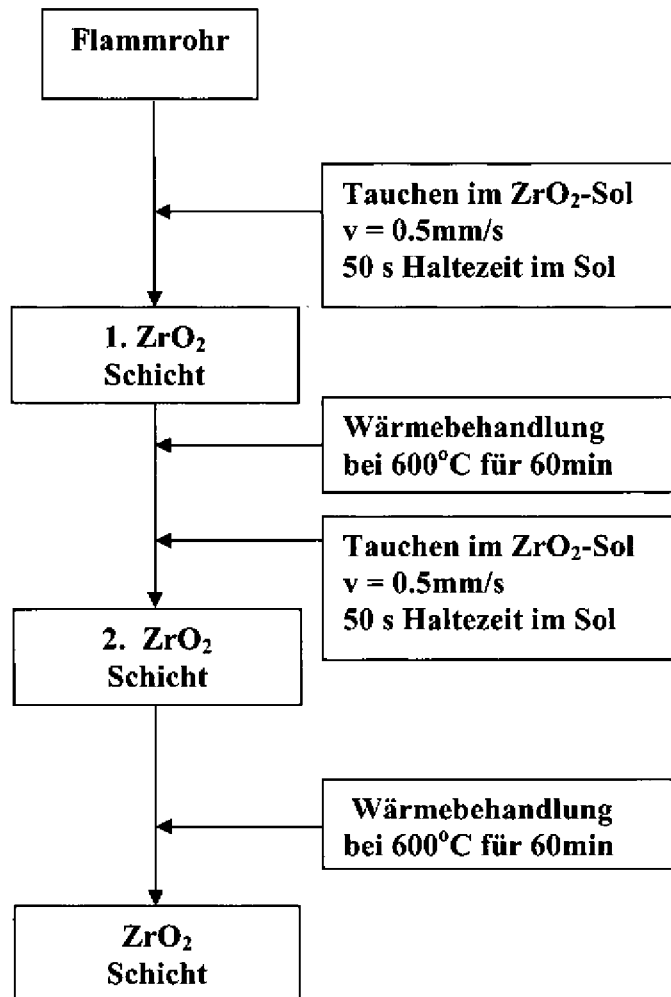 Flammrohr
Tauchen im ZrO₂-Sol
v = 0.5mm/s
50 s Haltezeit im Sol
1. ZrO₂
Schicht
Wärmebehandlung
bei 600°C für 60min
Tauchen im ZrO₂-Sol
v = 0.5mm/s
50 s Haltezeit im Sol
2. ZrO₂
Schicht
Wärmebehandlung
bei 600°C für 60min
ZrO₂
Schicht